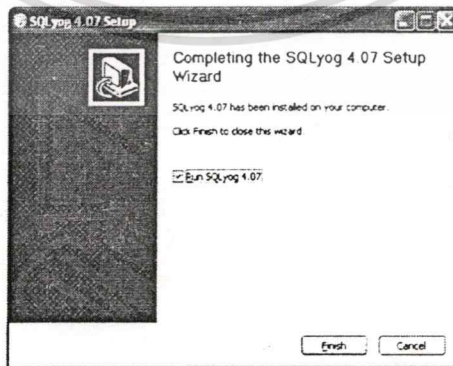 SQLyog 4.07 Setup
Completing the SQLyog 4.07 Setup
Wizard
SQLyog 4.07 has been installed on your computer.
Click Finish to close this wizard.
Run SQLyog 4.07
Finish
Cancel